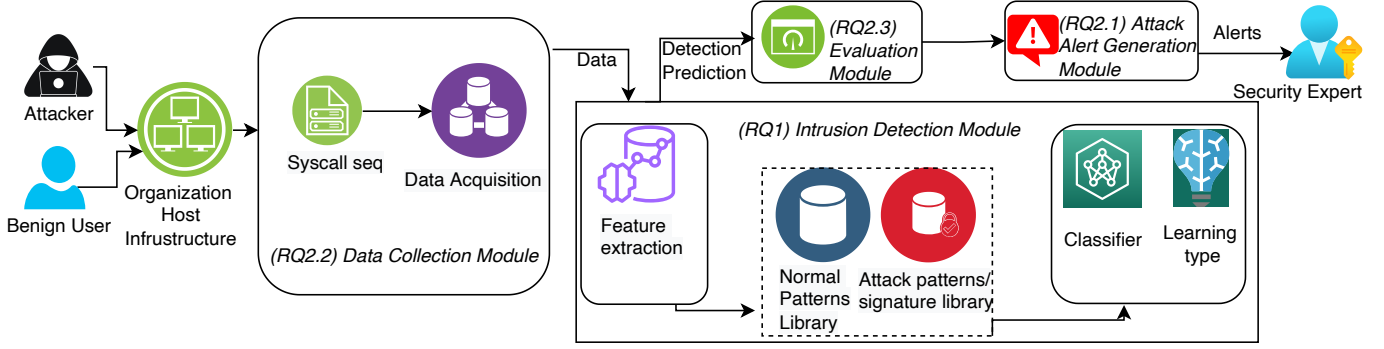 Attacker
Benign User
Organization
Host
Infrustructure
Syscall seq
Data Acquisition
(RQ2.2) Data Collection Module
Data
Detection
Prediction
(RQ2.3)
Evaluation
Module
(RQ2.1) Attack
Alert Generation
Module
Alerts
Security Expert
(RQ1) Intrusion Detection Module
Feature
extraction
Normal
Patterns
Library
Attack patterns/
signature library
Classifier
Learning
type